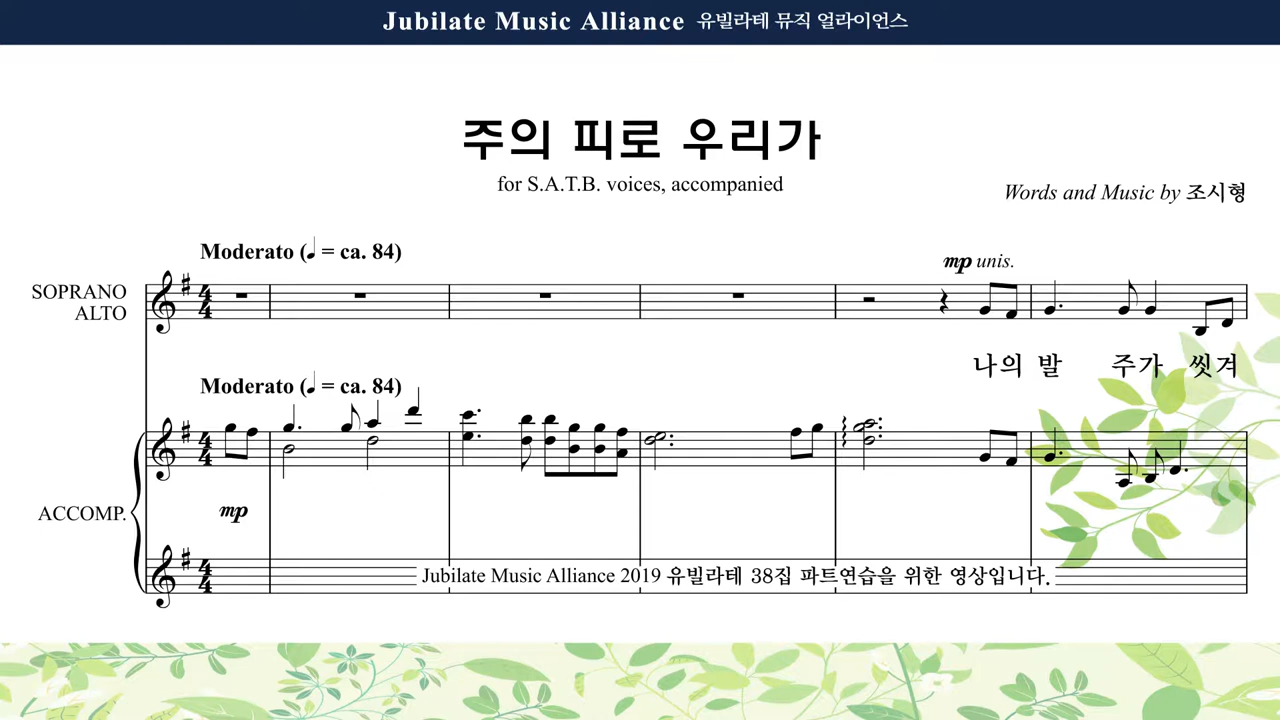 Jubilate Music Alliance 유빌라테 뮤직 얼라이언스
주의 피로 우리가
for S.A.T.B. voices, accompanied
Words and Music by 조시형
Moderato (♩ = ca. 84)
mp unis.
SOPRANO
ALTO
나의 발 주가 씻겨
Moderato (♩ = ca. 84)
mp
ACCOMP.
Jubilate Music Alliance 2019 유빌라테 38집 파트연습을 위한 영상입니다.